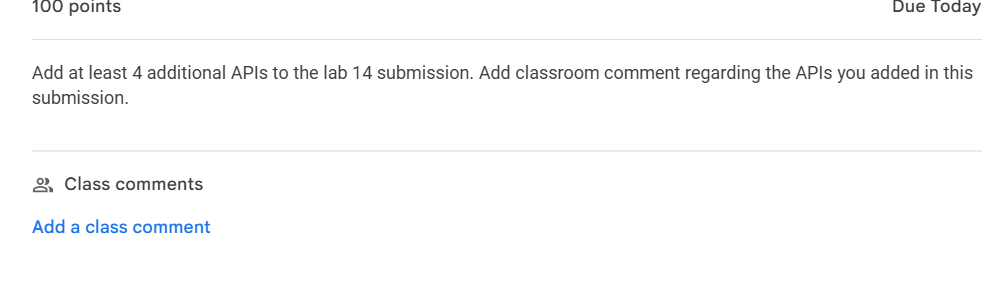 100 points
Due Today
Add at least 4 additional APIs to the lab 14 submission. Add classroom comment regarding the APIs you added in this
submission.
Class comments
Add a class comment